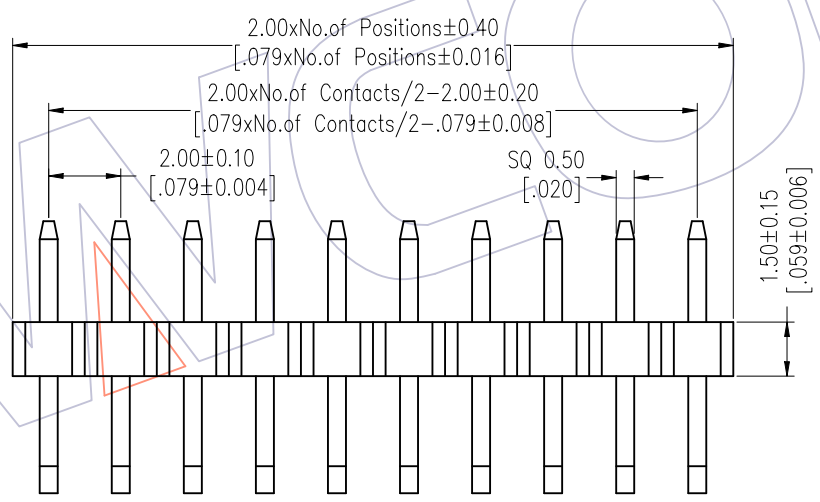 2.00xNo.of Positions±0.40
[.079xNo.of Positions±0.016]
2.00xNo.of Contacts/2-2.00±0.20
[.079xNo.of Contacts/2-.079±0.008]
2.00±0.10
[.079±0.004]
SQ 0.50
[.020]
1.50±0.15
[.059±0.006]
WCO